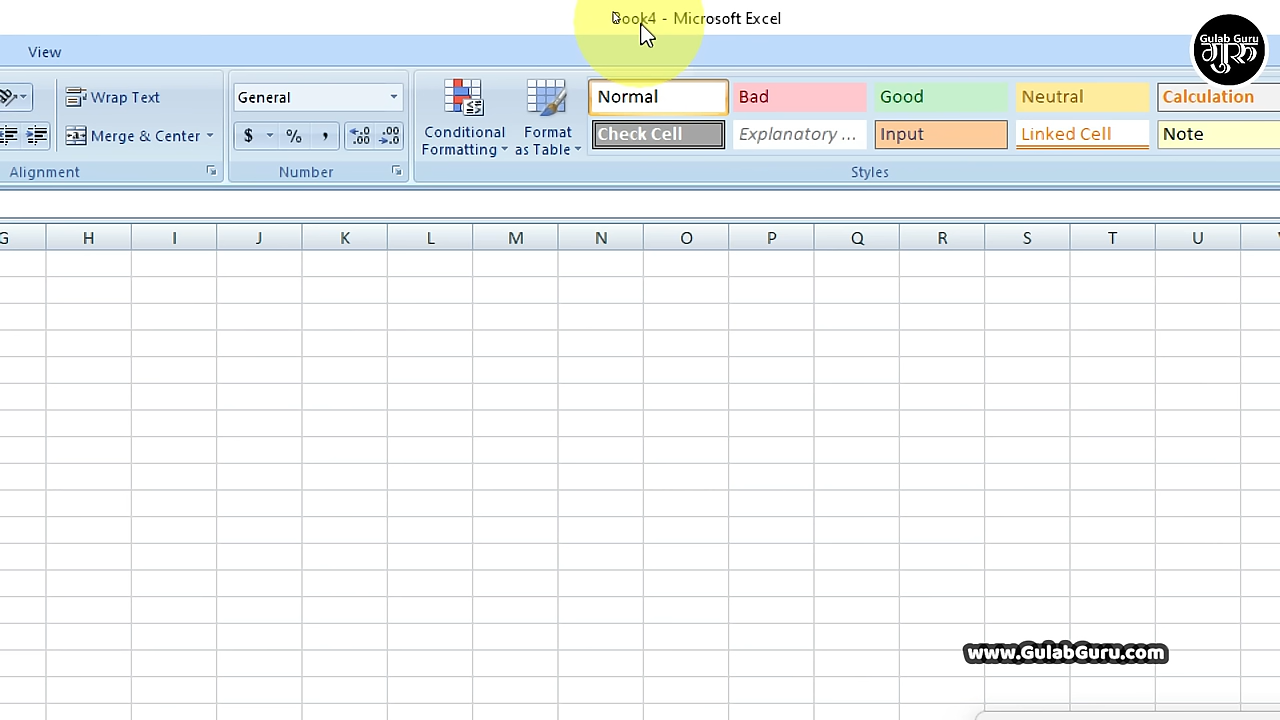 Book4 - Microsoft Excel
Gulab Guru
गुरु
View
Wrap Text
General
Normal
Bad
Good
Neutral
Calculation
Merge & Center
$ % ,
Conditional Formatting
Format as Table
Check Cell
Explanatory ...
Input
Linked Cell
Note
Alignment
Number
Styles
G H I J K L M N O P Q R S T U
www.GulabGuru.com